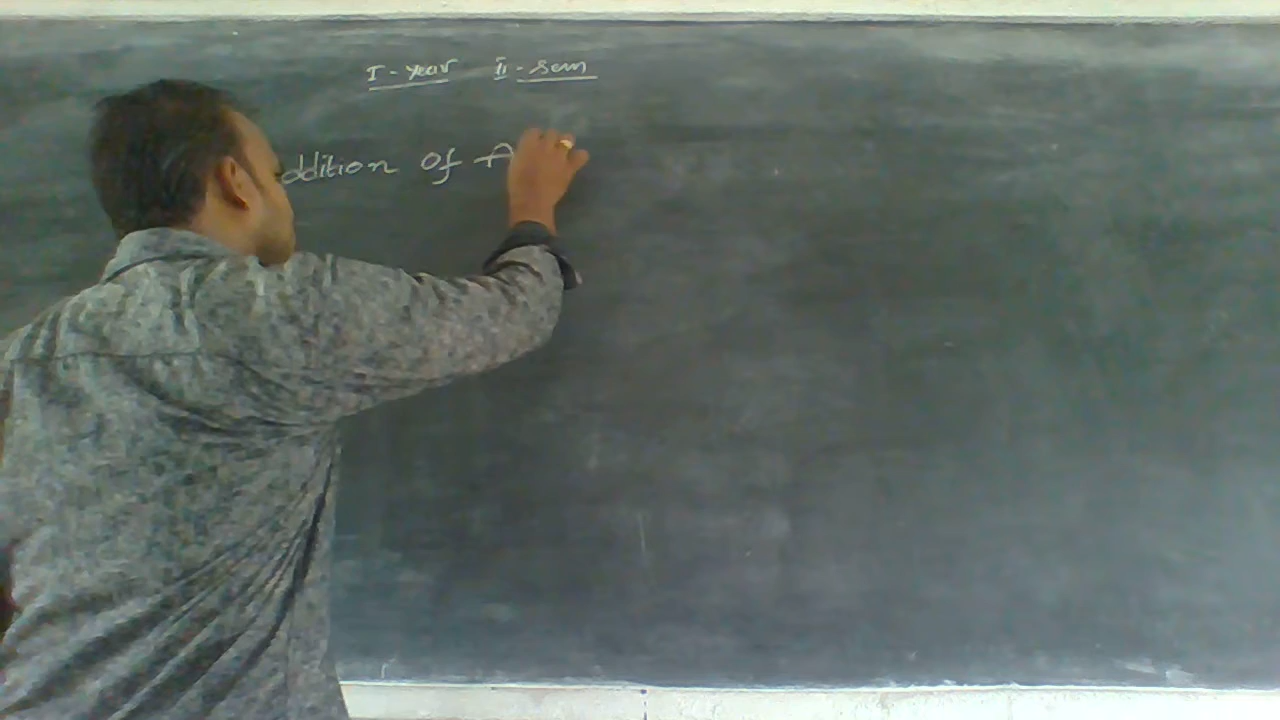 I - year II - sem
ddition of A